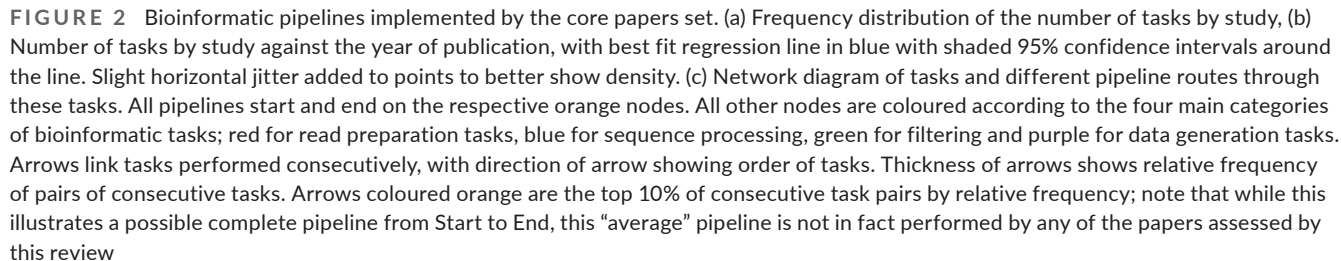 FIGURE 2 Bioinformatic pipelines implemented by the core papers set. (a) Frequency distribution of the number of tasks by study, (b)
Number of tasks by study against the year of publication, with best fit regression line in blue with shaded 95% confidence intervals around
the line. Slight horizontal jitter added to points to better show density. (c) Network diagram of tasks and different pipeline routes through
these tasks. All pipelines start and end on the respective orange nodes. All other nodes are coloured according to the four main categories
of bioinformatic tasks; red for read preparation tasks, blue for sequence processing, green for filtering and purple for data generation tasks.
Arrows link tasks performed consecutively, with direction of arrow showing order of tasks. Thickness of arrows shows relative frequency
of pairs of consecutive tasks. Arrows coloured orange are the top 10% of consecutive task pairs by relative frequency; note that while this
illustrates a possible complete pipeline from Start to End, this “average” pipeline is not in fact performed by any of the papers assessed by
this review